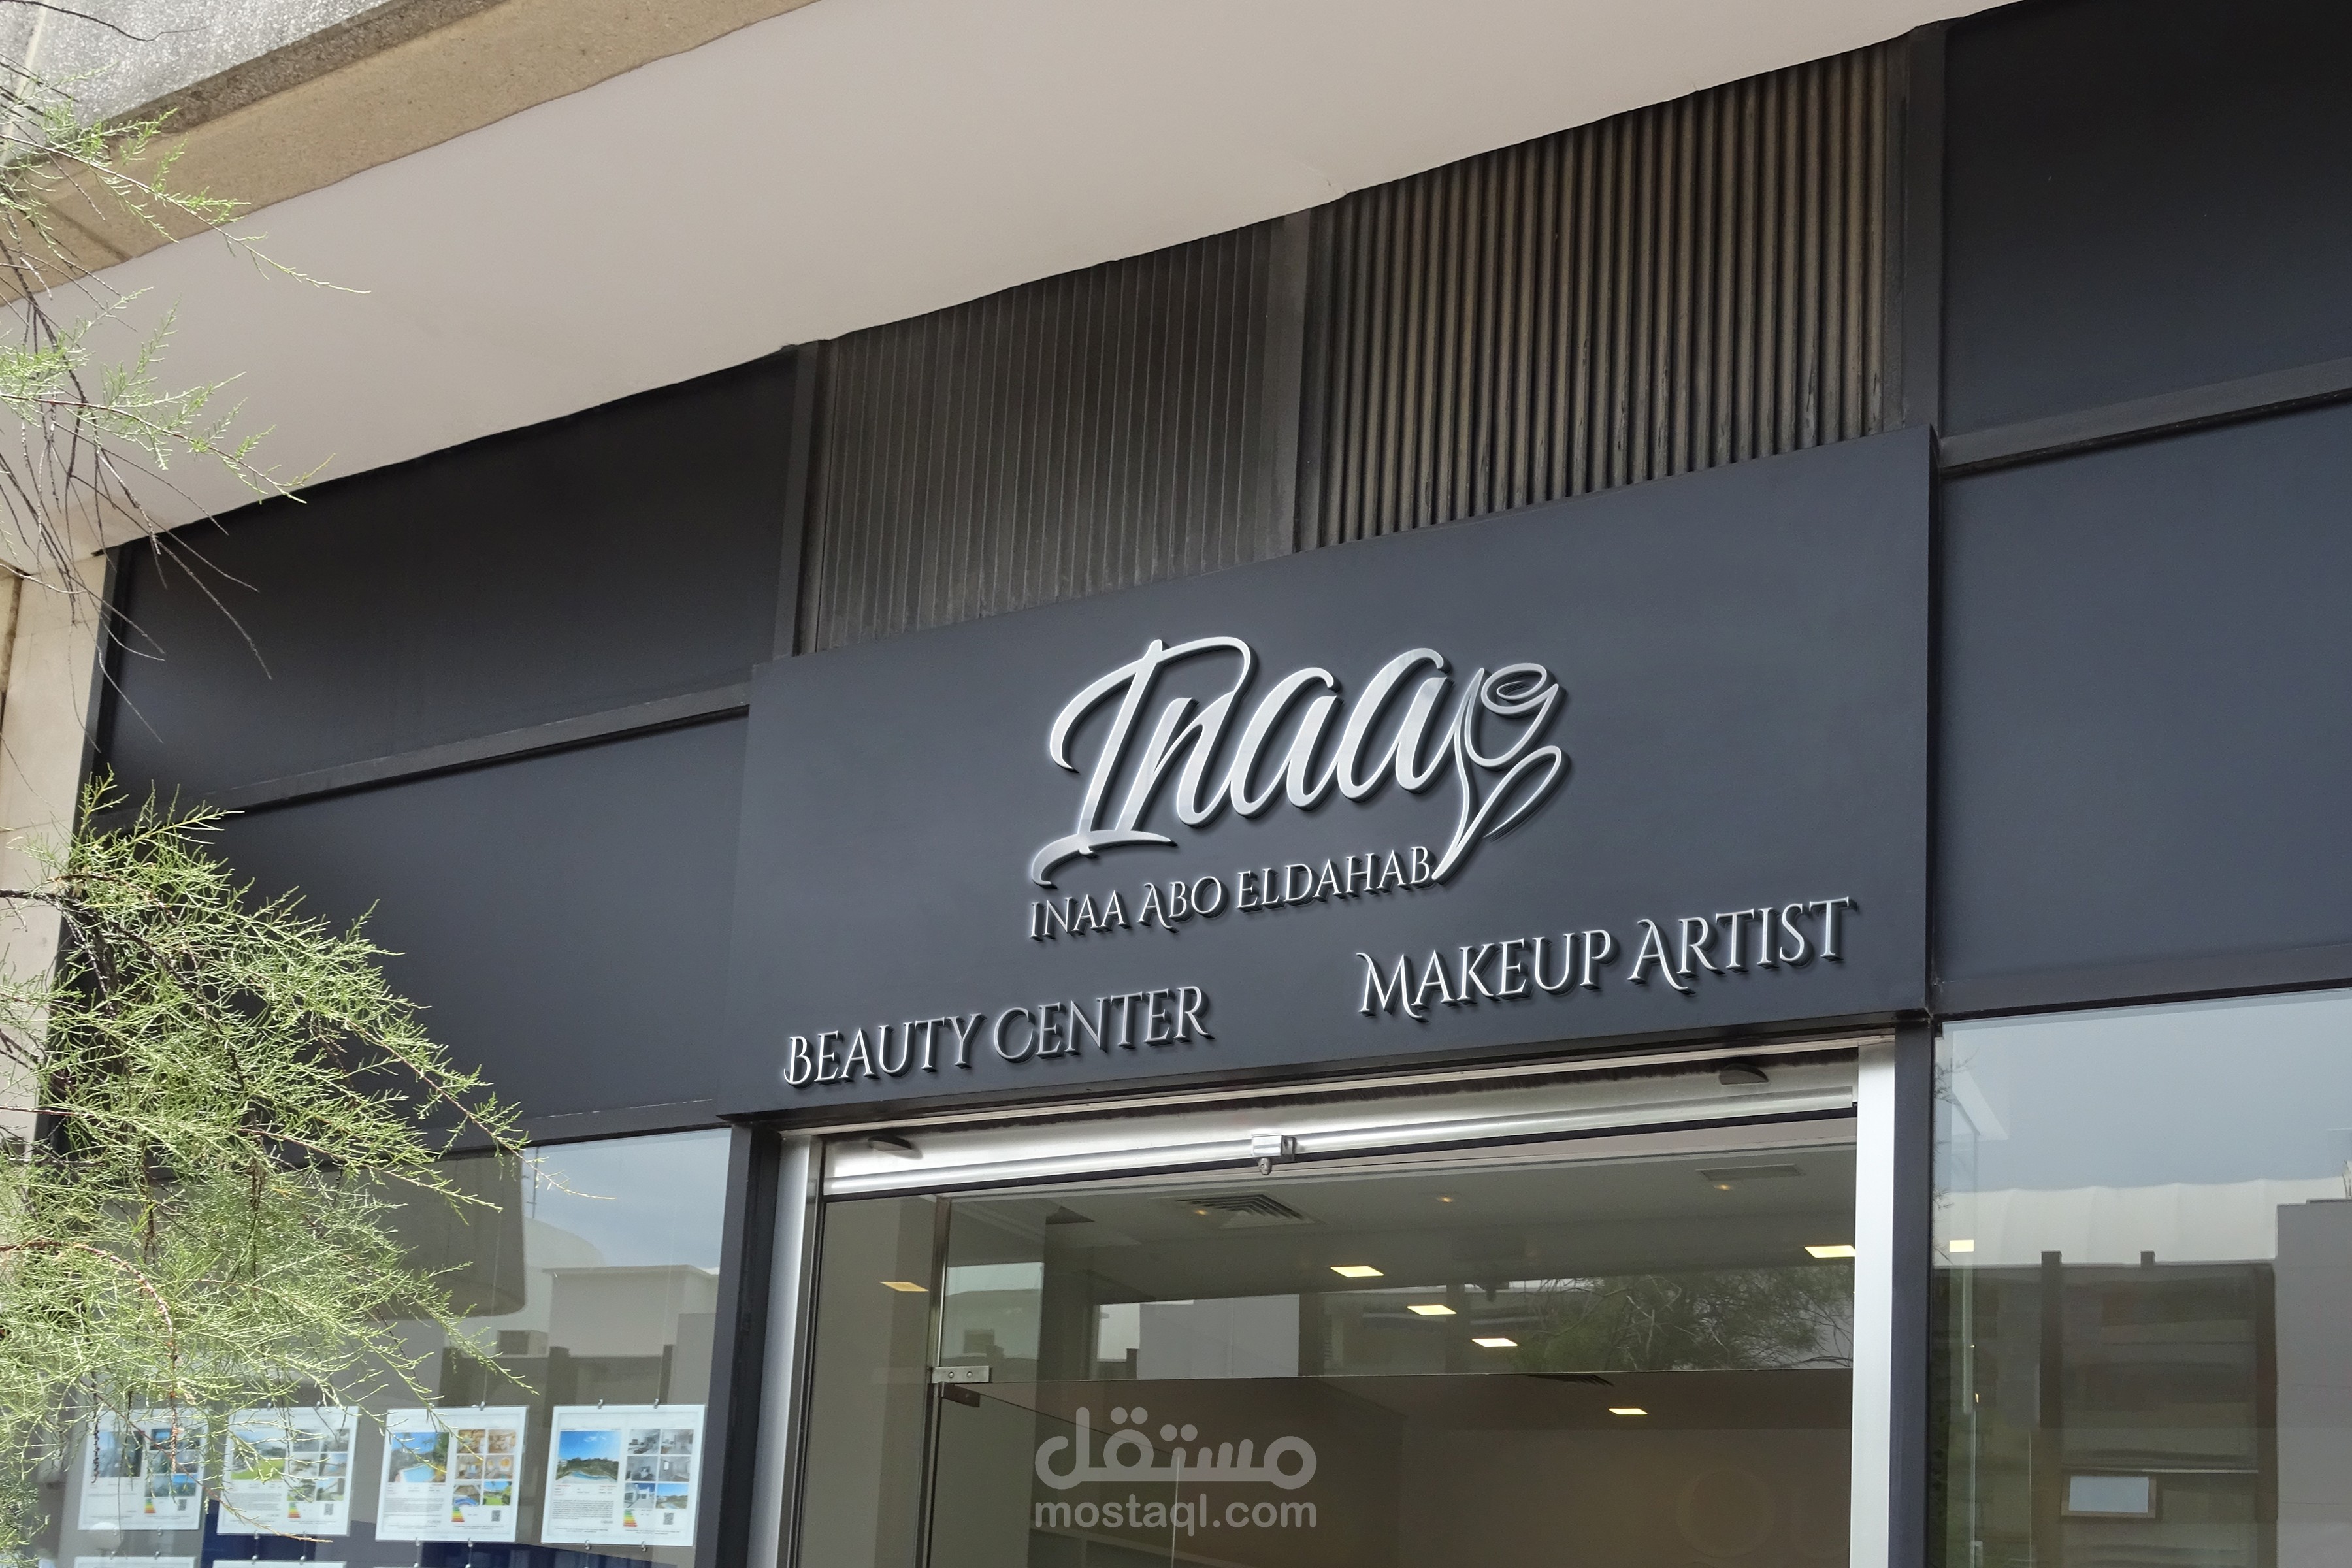 Inaa
INAA ABO ELDAHAB
BEAUTY CENTER
MAKEUP ARTIST
مستقل
mostaql.com